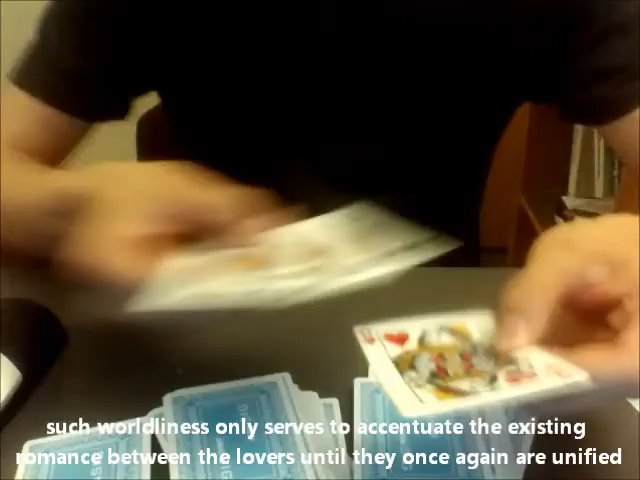 such worldliness only serves to accentuate the existing
romance between the lovers until they once again are unified